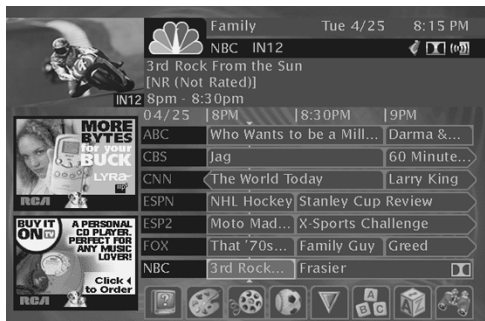 Family Tue 4/25 8:15 PM
NBC IN12
3rd Rock From the Sun
[NR (Not Rated)]
IN12 8pm - 8:30pm
04/25 8PM 8:30PM 9PM
ABC Who Wants to be a Mill... Darma &...
CBS Jag 60 Minute...
CNN The World Today Larry King
ESPN NHL Hockey Stanley Cup Review
ESP2 Moto Mad... X-Sports Challenge
FOX That '70s... Family Guy Greed
NBC 3rd Rock... Frasier
MORE
BYTES
for your
BUCK
LYRA
mp3
RCA
BUY IT
ON TV
A PERSONAL
CD PLAYER,
PERFECT FOR
ANY MUSIC
LOVER!
Click
to Order
RCA
A
B C